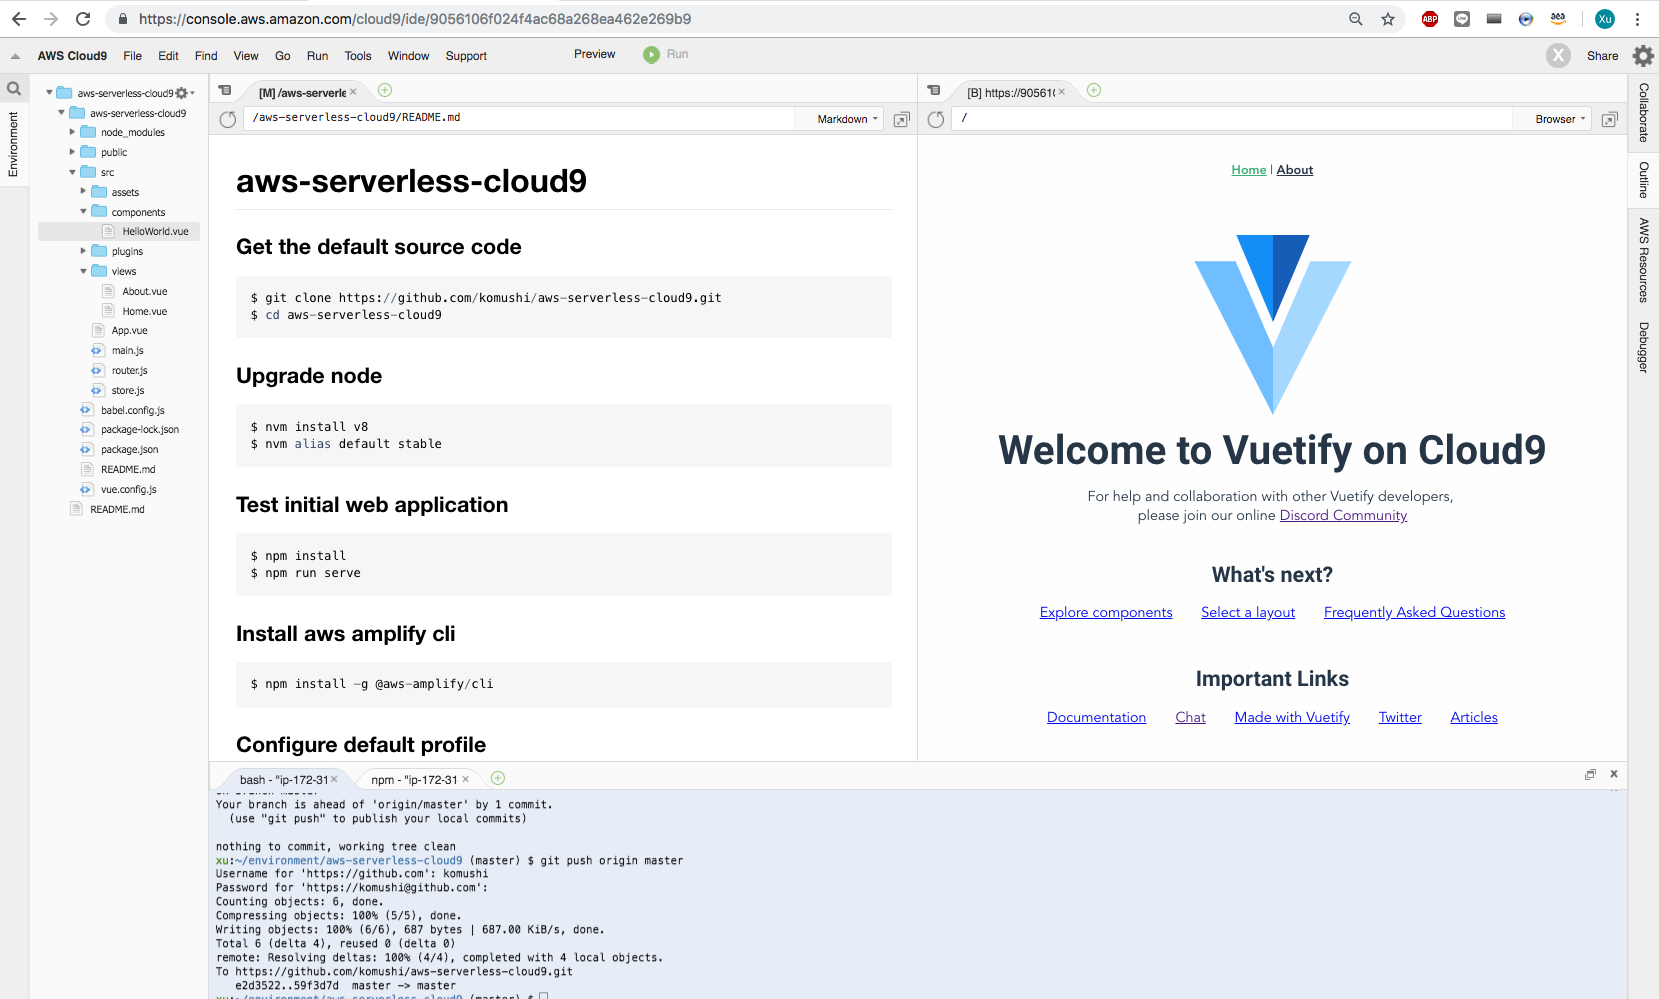 https://console.aws.amazon.com/cloud9/ide/9056106f024f4ac68a268ea462e269b9
ABP
Xu
AWS Cloud9 File Edit Find View Go Run Tools Window Support Preview Run X Share
Environment
aws-serverless-cloud9
aws-serverless-cloud9
node_modules
public
src
assets
components
HelloWorld.vue
plugins
views
About.vue
Home.vue
App.vue
main.js
router.js
store.js
babel.config.js
package-lock.json
package.json
README.md
vue.config.js
README.md
[M] /aws-serverle
/aws-serverless-cloud9/README.md Markdown
aws-serverless-cloud9
Get the default source code
$ git clone https://github.com/komushi/aws-serverless-cloud9.git
$ cd aws-serverless-cloud9
Upgrade node
$ nvm install v8
$ nvm alias default stable
Test initial web application
$ npm install
$ npm run serve
Install aws amplify cli
$ npm install -g @aws-amplify/cli
Configure default profile
[B] https://90561
/ Browser
Home | About
Welcome to Vuetify on Cloud9
For help and collaboration with other Vuetify developers,
please join our online Discord Community
What's next?
Explore components Select a layout Frequently Asked Questions
Important Links
Documentation Chat Made with Vuetify Twitter Articles
Collaborate
Outline
AWS Resources
Debugger
bash - "ip-172-31 npm - "ip-172-31
On branch master
Your branch is ahead of 'origin/master' by 1 commit.
(use "git push" to publish your local commits)
nothing to commit, working tree clean
xu:~/environment/aws-serverless-cloud9 (master) $ git push origin master
Username for 'https://github.com': komushi
Password for 'https://komushi@github.com':
Counting objects: 6, done.
Compressing objects: 100% (5/5), done.
Writing objects: 100% (6/6), 687 bytes | 687.00 KiB/s, done.
Total 6 (delta 4), reused 0 (delta 0)
remote: Resolving deltas: 100% (4/4), completed with 4 local objects.
To https://github.com/komushi/aws-serverless-cloud9.git
e2d3522..59f3d7d master -> master
xu:~/environment/aws-serverless-cloud9 (master) $